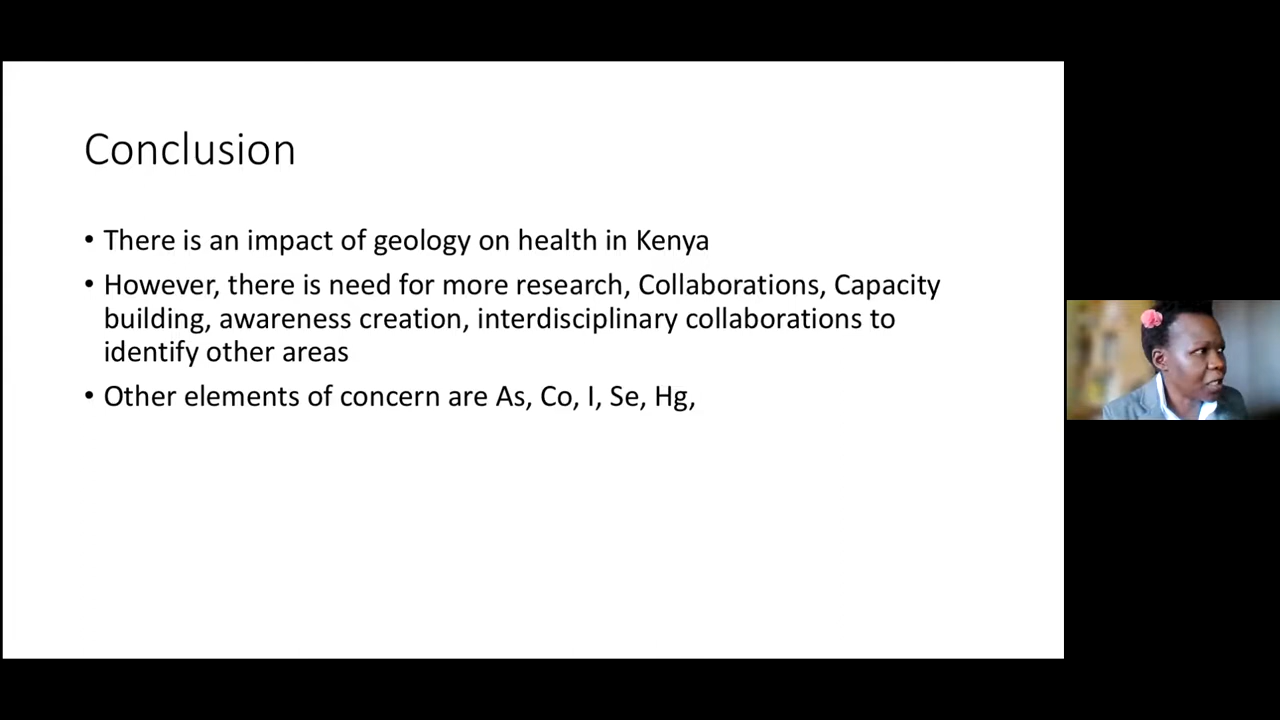 Conclusion
• There is an impact of geology on health in Kenya
• However, there is need for more research, Collaborations, Capacity
building, awareness creation, interdisciplinary collaborations to
identify other areas
• Other elements of concern are As, Co, I, Se, Hg,